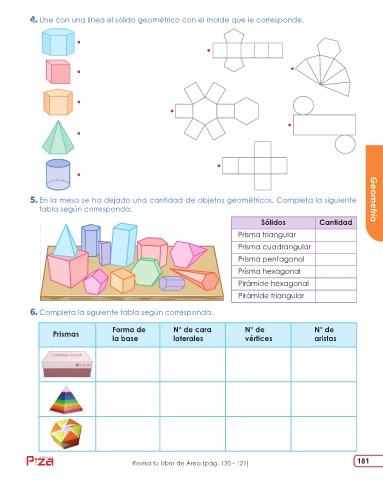 4. Une con una línea el sólido geométrico con el molde que le corresponde.
5. En la mesa se ha dejado una cantidad de objetos geométricos. Completa la siguiente
tabla según corresponda.
Sólidos Cantidad
Prisma triangular
Prisma cuadrangular
Prisma pentagonal
Prisma hexagonal
Pirámide hexagonal
Pirámide triangular
Geometría
6. Completa la siguiente tabla según corresponda.
Prismas Forma de la base N° de cara laterales N° de vértices N° de aristas
Piza
Revisa tu Libro de Área (pág. 120 - 121)
181